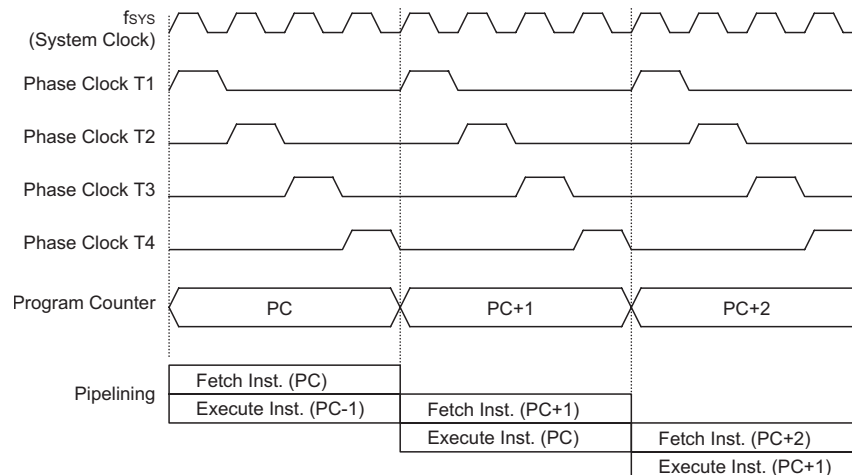 fSYS
(System Clock)
Phase Clock T1
Phase Clock T2
Phase Clock T3
Phase Clock T4
Program Counter
PC
PC+1
PC+2
Pipelining
Fetch Inst. (PC)
Execute Inst. (PC-1)
Fetch Inst. (PC+1)
Execute Inst. (PC)
Fetch Inst. (PC+2)
Execute Inst. (PC+1)